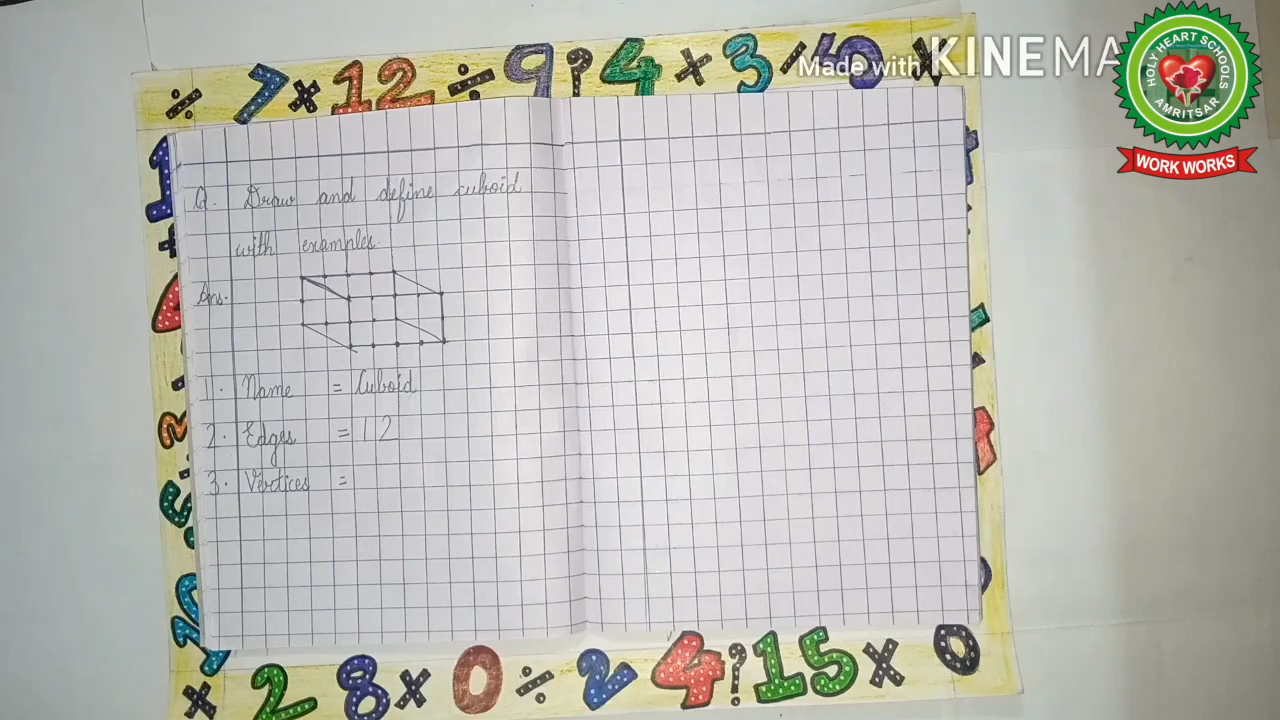 ÷ 7 × 12 ÷ 9 ? 4 × 3
Made with KINEMA
HOLY HEART SCHOOLS
AMRITSAR
WORK WORKS
Q. Draw and define cuboid
with examples.
Ans.
1. Name = Cuboid
2. Edges = 12
3. Vertices =
× 2 8 × 0 ÷ 2 4 ? 15 × 0